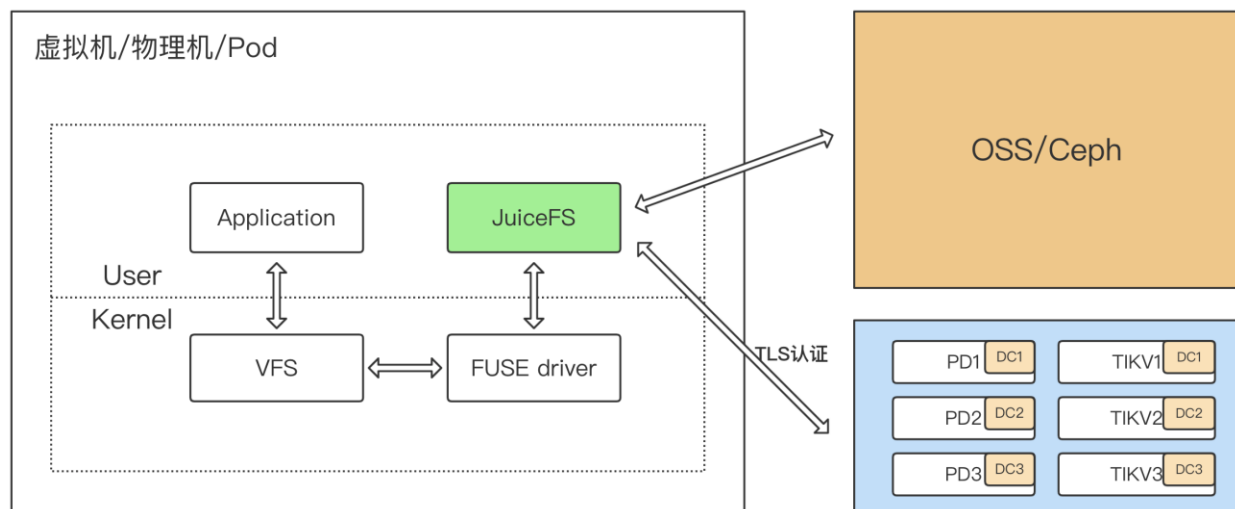 虚拟机/物理机/Pod
OSS/Ceph
Application
JuiceFS
User
Kernel
VFS
FUSE driver
TLS认证
PD1 DC1
TIKV1 DC1
PD2 DC2
TIKV2 DC2
PD3 DC3
TIKV3 DC3